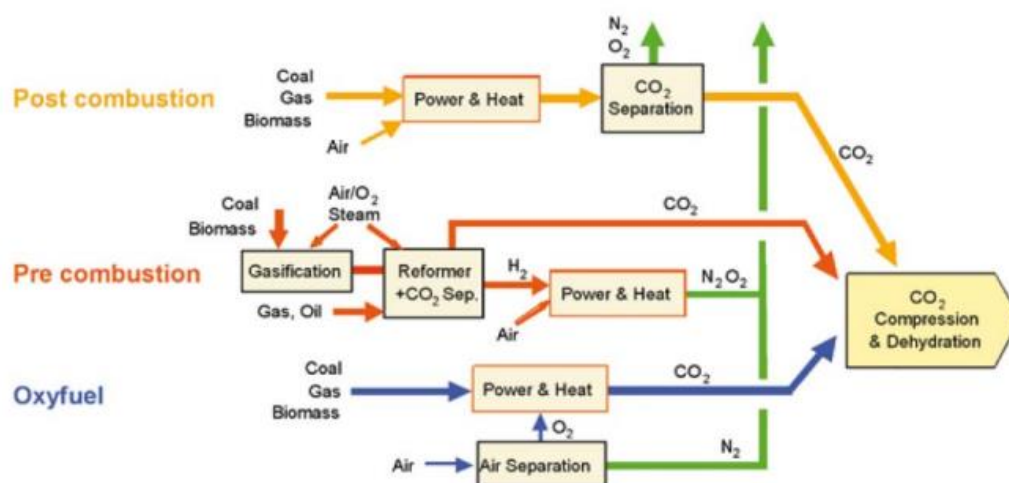 N₂
O₂
Post combustion
Coal
Gas
Biomass
Air
Power & Heat
CO₂
Separation
CO₂
Pre combustion
Coal
Biomass
Air/O₂
Steam
Gasification
Gas, Oil
Reformer
+CO₂ Sep.
CO₂
H₂
Air
Power & Heat
N₂ O₂
CO₂
Compression
& Dehydration
Oxyfuel
Coal
Gas
Biomass
Power & Heat
CO₂
O₂
Air
Air Separation
N₂